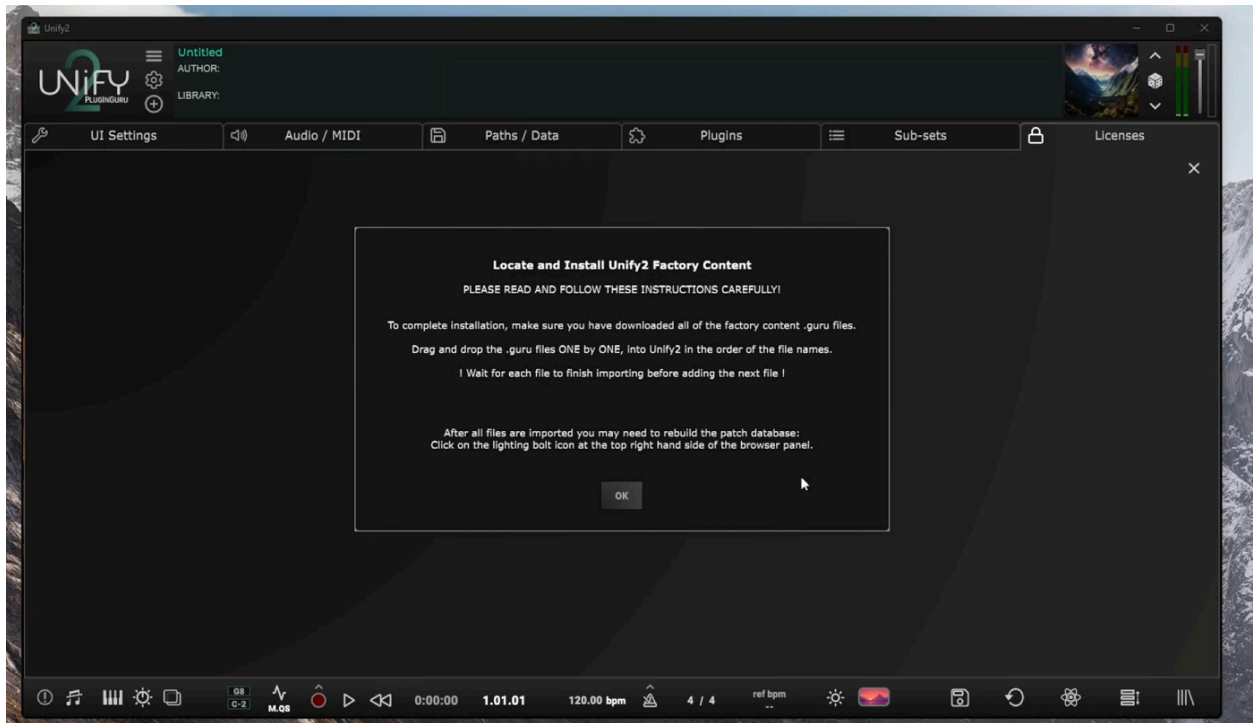 Unify2
UNiFY 2
PLUGINGURU
Untitled
AUTHOR:
LIBRARY:
UI Settings
Audio / MIDI
Paths / Data
Plugins
Sub-sets
Licenses
Locate and Install Unify2 Factory Content
PLEASE READ AND FOLLOW THESE INSTRUCTIONS CAREFULLY!
To complete installation, make sure you have downloaded all of the factory content .guru files.
Drag and drop the .guru files ONE by ONE, into Unify2 in the order of the file names.
! Wait for each file to finish importing before adding the next file !
After all files are imported you may need to rebuild the patch database:
Click on the lighting bolt icon at the top right hand side of the browser panel.
OK
G8
C-2
M.QS
0:00:00
1.01.01
120.00 bpm
4 / 4
ref bpm
--